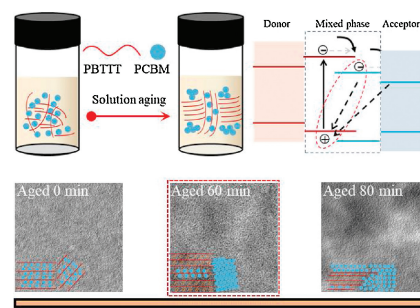 Donor Mixed phase Acceptor
PBTTT PCBM
Solution aging
Aged 0 min Aged 60 min Aged 80 min